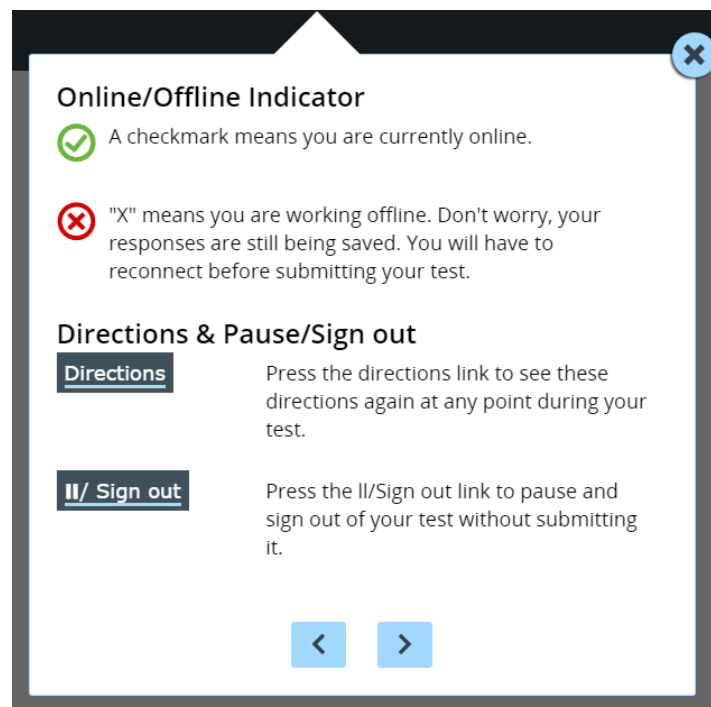 Online/Offline Indicator
A checkmark means you are currently online.
"X" means you are working offline. Don't worry, your
responses are still being saved. You will have to
reconnect before submitting your test.
Directions & Pause/Sign out
Directions
Press the directions link to see these
directions again at any point during your
test.
II/ Sign out
Press the ll/Sign out link to pause and
sign out of your test without submitting
it.